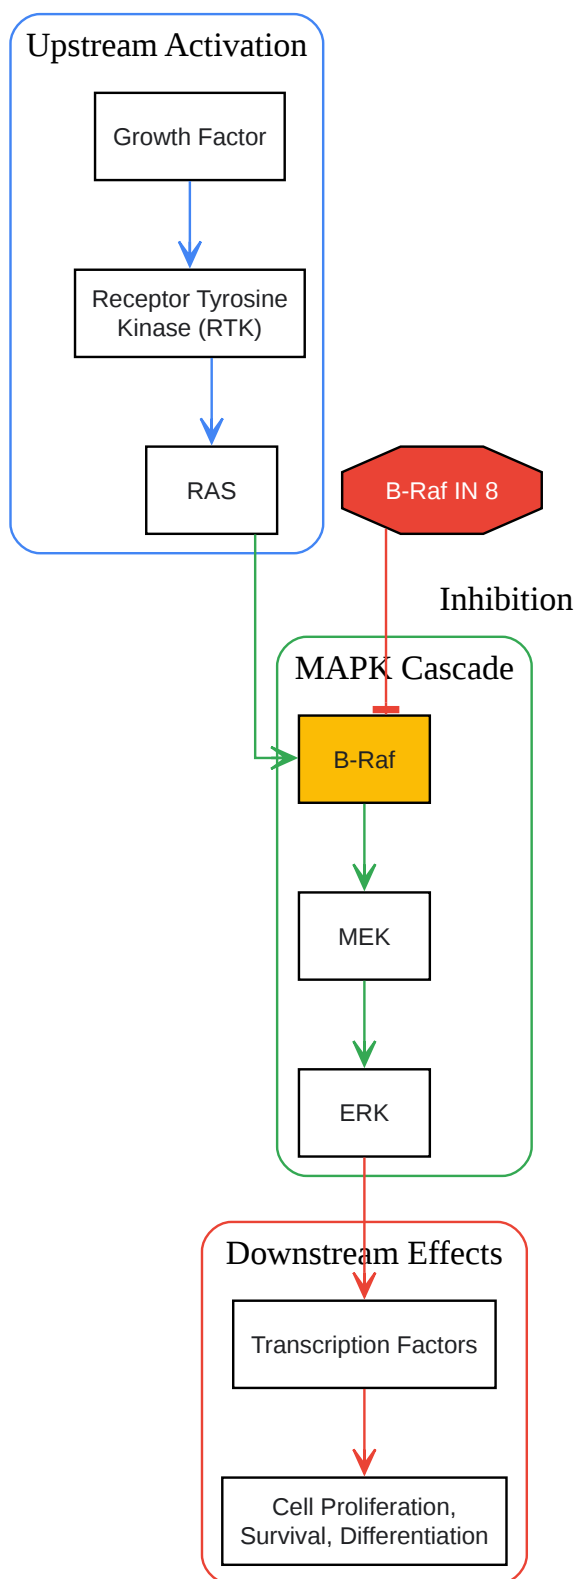 Upstream Activation
Growth Factor
Receptor Tyrosine
Kinase (RTK)
RAS
B-Raf IN 8
Inhibition
MAPK Cascade
B-Raf
MEK
ERK
Downstream Effects
Transcription Factors
Cell Proliferation,
Survival, Differentiation